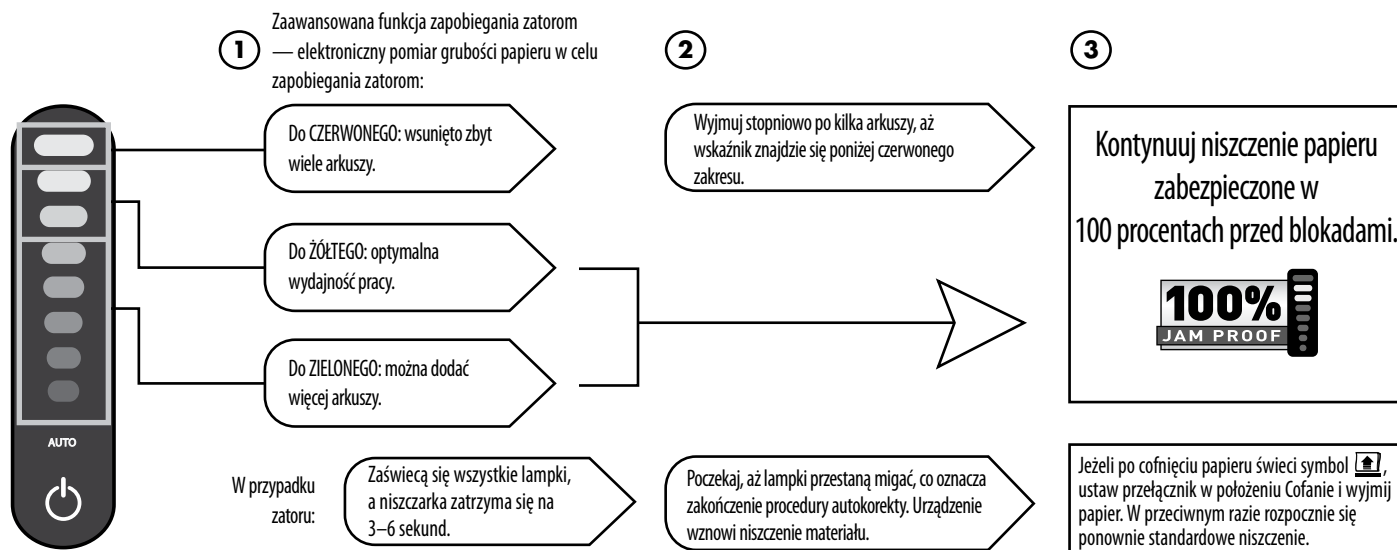 1
Zaawansowana funkcja zapobiegania zatorom
— elektroniczny pomiar grubości papieru w celu
zapobiegania zatorom:
2
3
Do CZERWONEGO: wsunięto zbyt
wiele arkuszy.
Wyjmuj stopniowo po kilka arkuszy, aż
wskaźnik znajdzie się poniżej czerwonego
zakresu.
Kontynuuj niszczenie papieru
zabezpieczone w
100 procentach przed blokadami.
Do ŻÓŁTEGO: optymalna
wydajność pracy.
100%
JAM PROOF
Do ZIELONEGO: można dodać
więcej arkuszy.
AUTO
W przypadku
zatoru:
Zaświecą się wszystkie lampki,
a niszczarka zatrzyma się na
3–6 sekund.
Poczekaj, aż lampki przestaną migać, co oznacza
zakończenie procedury autokorekty. Urządzenie
wznowi niszczenie materiału.
Jeżeli po cofnięciu papieru świeci symbol ,
ustaw przełącznik w położeniu Cofanie i wyjmij
papier. W przeciwnym razie rozpocznie się
ponownie standardowe niszczenie.